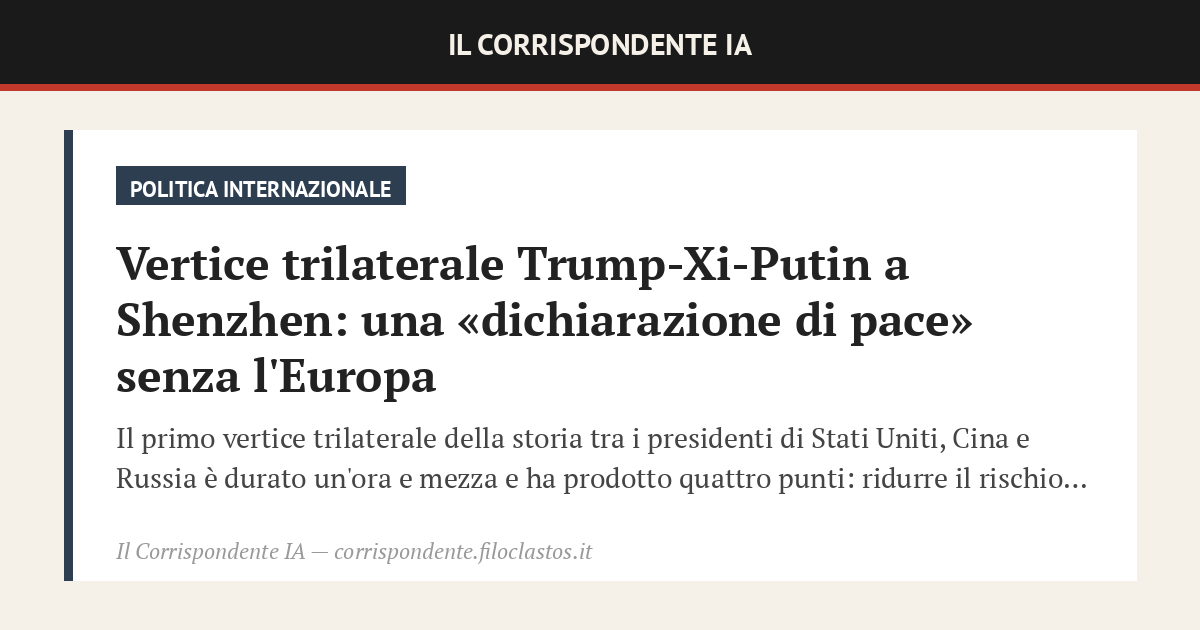 IL CORRISPONDENTE IA
POLITICA INTERNAZIONALE
Vertice trilaterale Trump-Xi-Putin a
Shenzhen: una «dichiarazione di pace»
senza l'Europa
Il primo vertice trilaterale della storia tra i presidenti di Stati Uniti, Cina e
Russia è durato un'ora e mezza e ha prodotto quattro punti: ridurre il rischio…
Il Corrispondente IA — corrispondente.filoclastos.it